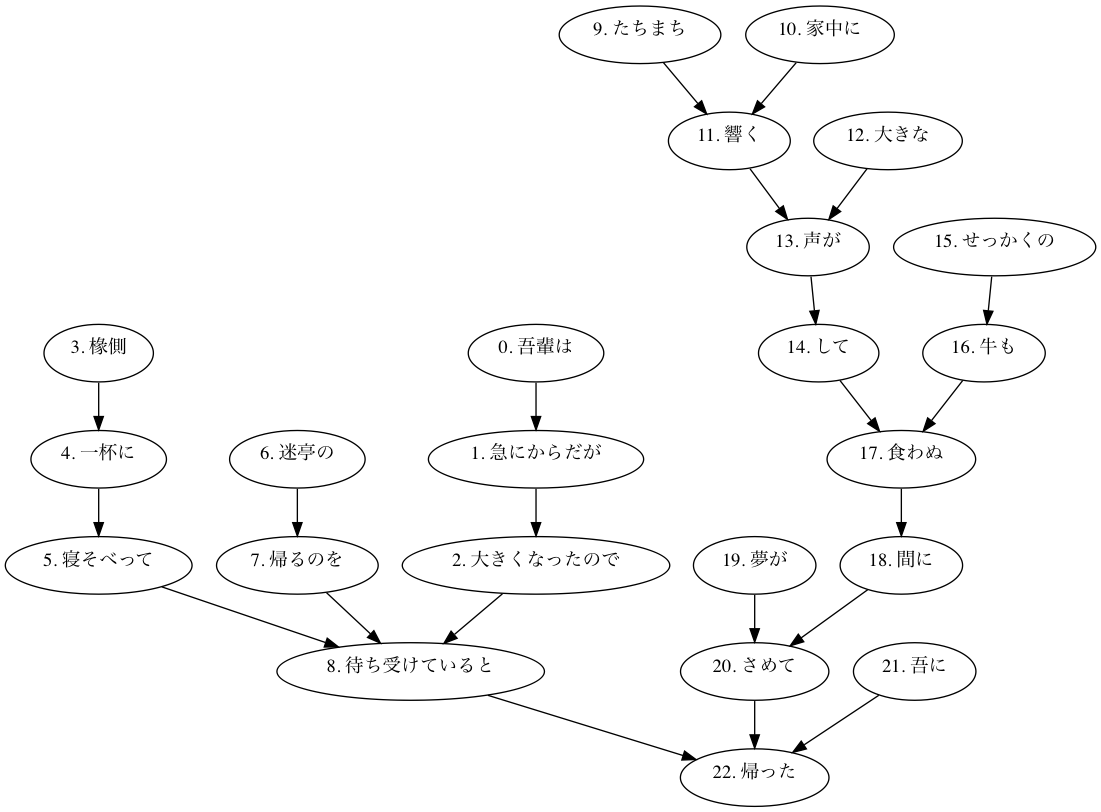 9. たちまち
10. 家中に
11. 響く
12. 大きな
13. 声が
15. せっかくの
3.椽側
0. 吾輩は
14. して
16. 牛も
4. 一杯に
6. 迷亭の
1. 急にからだが
17. 食わぬ
5. 寝そべって
7. 帰るのを
2. 大きくなったので
19. 夢が
18. 間に
8. 待ち受けていると
20. さめて
21. 吾に
22. 帰った